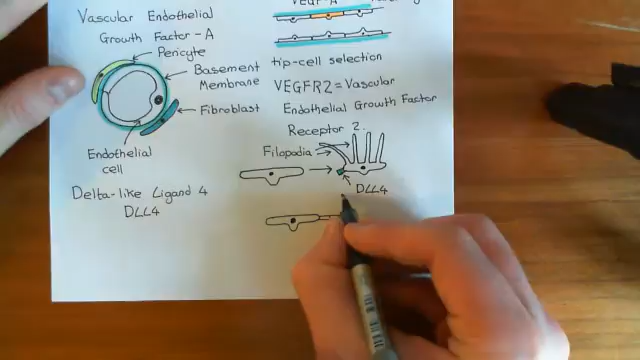 Vascular Endothelial
Growth Factor-A
Pericyte
Basement
Membrane
Fibroblast
Endothelial
cell
Delta-like Ligand 4
DLL4
VEGF-A
tip-cell selection
VEGFR2 = Vascular
Endothelial Growth Factor
Receptor 2.
Filopodia
DLL4